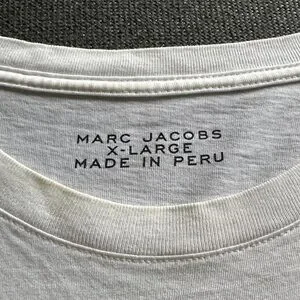 MARC JACOBS
X-LARGE
MADE IN PERU